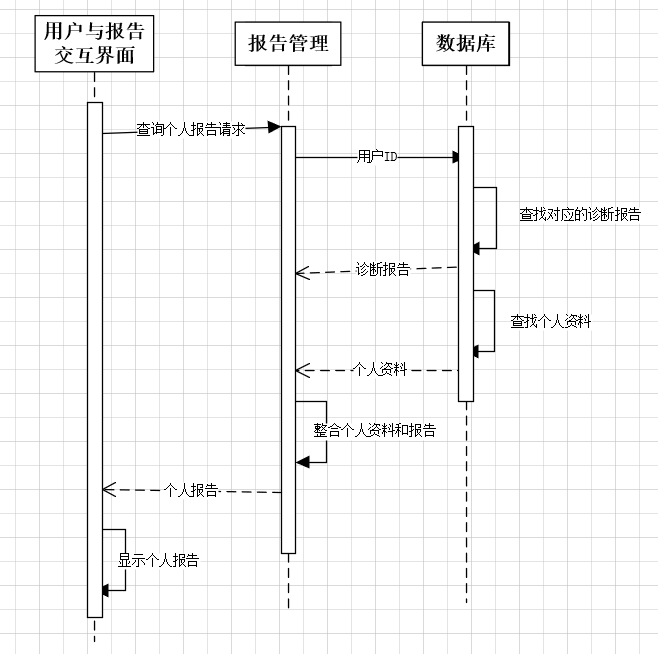 用户与报告
交互界面
报告管理
数据库
查询个人报告请求
用户ID
查找对应的诊断报告
诊断报告
查找个人资料
个人资料
整合个人资料和报告
个人报告
显示个人报告